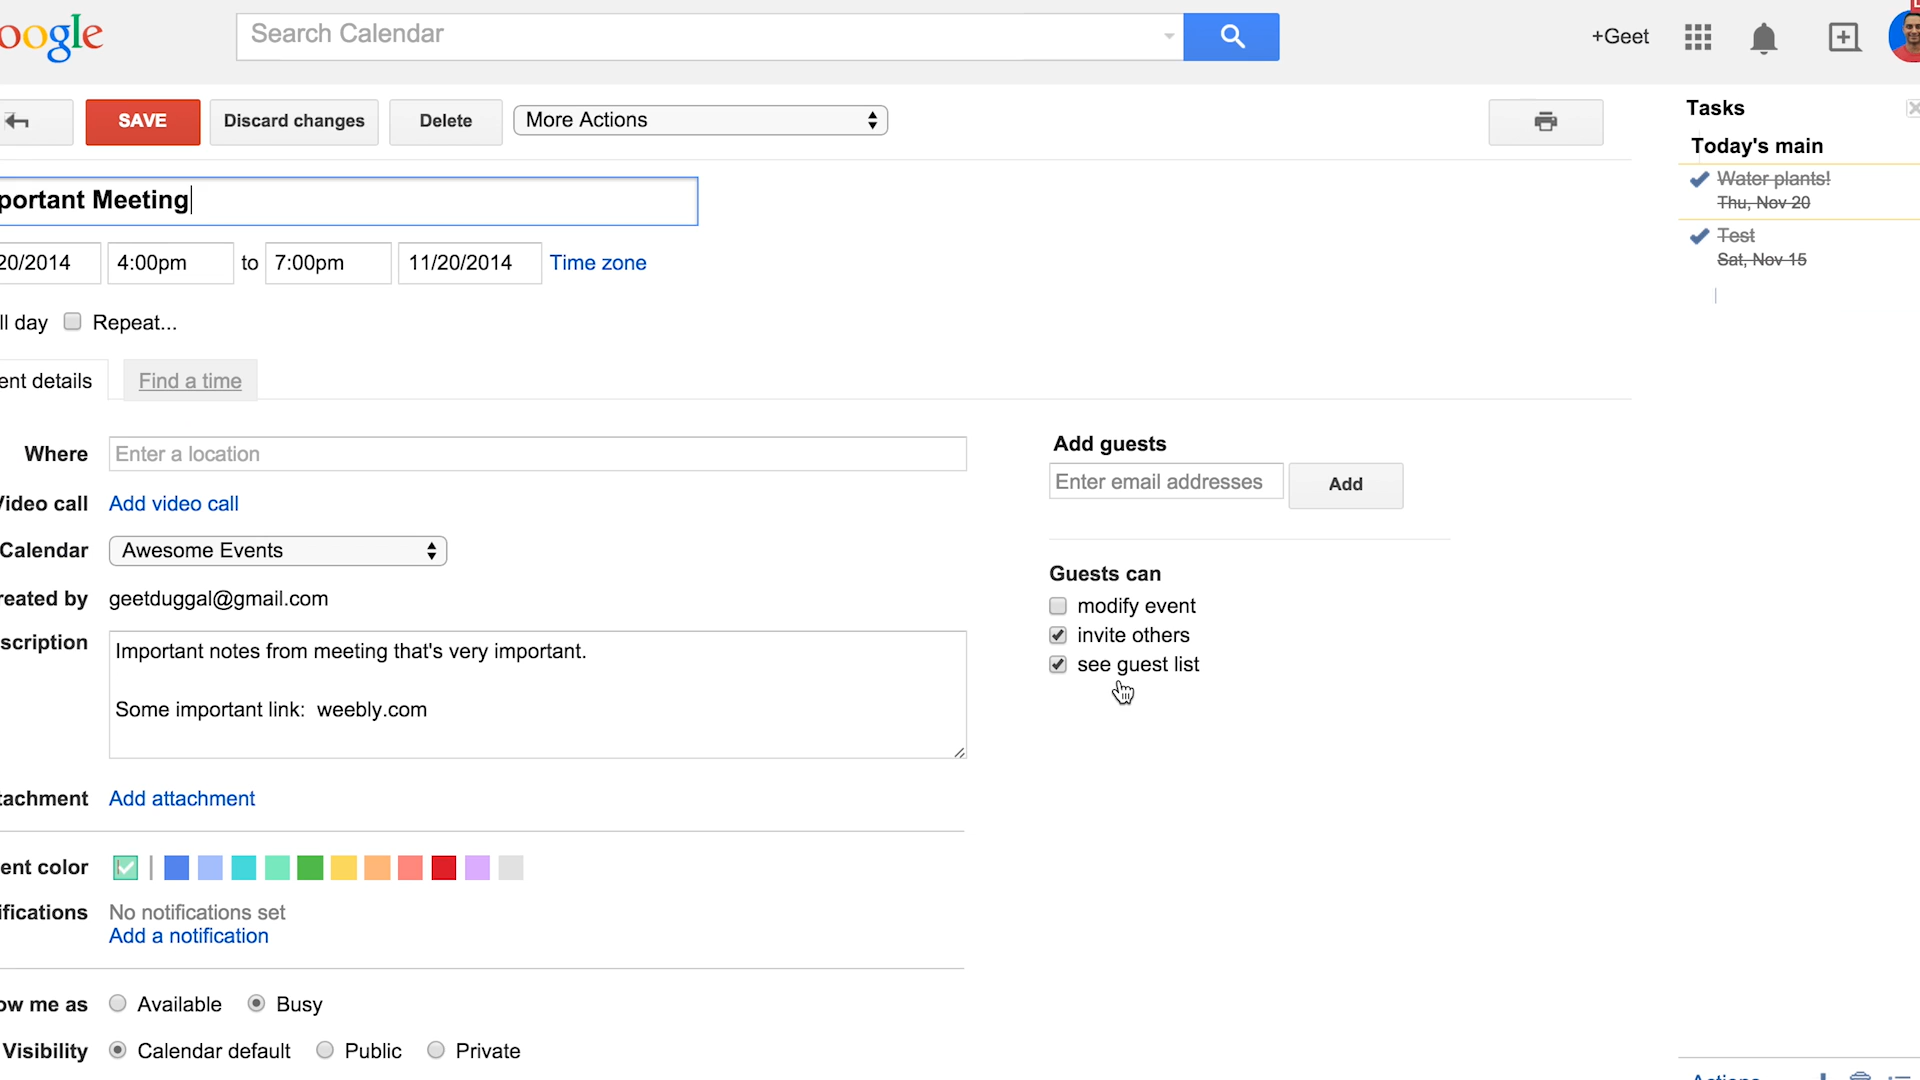 oogle
Search Calendar
+Geet
SAVE
Discard changes
Delete
More Actions
Tasks
Today's main
portant Meeting
Water plants!
Thu, Nov 20
20/2014
4:00pm
to
7:00pm
11/20/2014
Time zone
Test
Sat, Nov 15
ll day
Repeat...
ent details
Find a time
Where
Enter a location
Add guests
Enter email addresses
Add
Video call
Add video call
Calendar
Awesome Events
Guests can
reated by
geetduggal@gmail.com
modify event
invite others
see guest list
scription
Important notes from meeting that's very important.
Some important link: weebly.com
tachment
Add attachment
ent color
ifications
No notifications set
Add a notification
ow me as
Available
Busy
Visibility
Calendar default
Public
Private
Actions